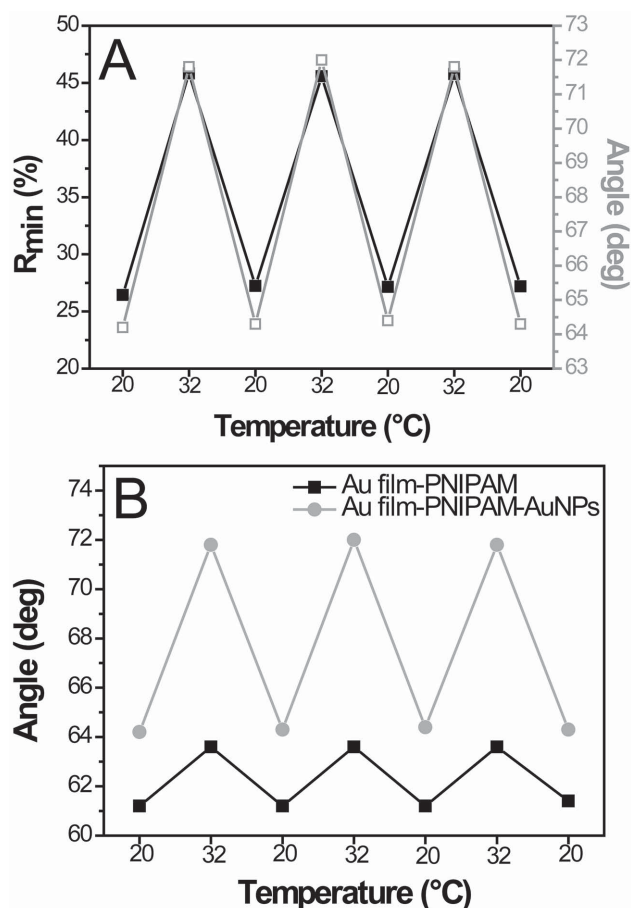 A
50
45
40
35
30
25
20
Rmin (%)
73
72
71
70
69
68
67
66
65
64
63
Angle (deg)
20 32 20 32 20 32 20
Temperature (°C)
B
Au film-PNIPAM
Au film-PNIPAM-AuNPs
74
72
70
68
66
64
62
60
Angle (deg)
20 32 20 32 20 32 20
Temperature (°C)